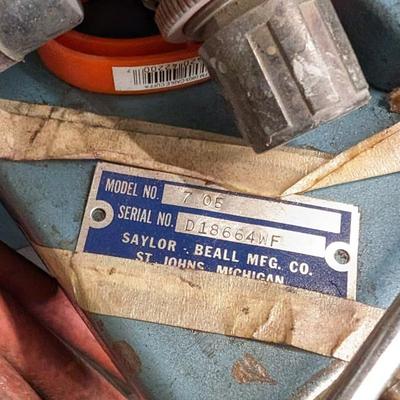 MODEL NO. 7 05
SERIAL NO. D18664WF
SAYLOR - BEALL MFG. CO.
ST. JOHNS, MICHIGAN